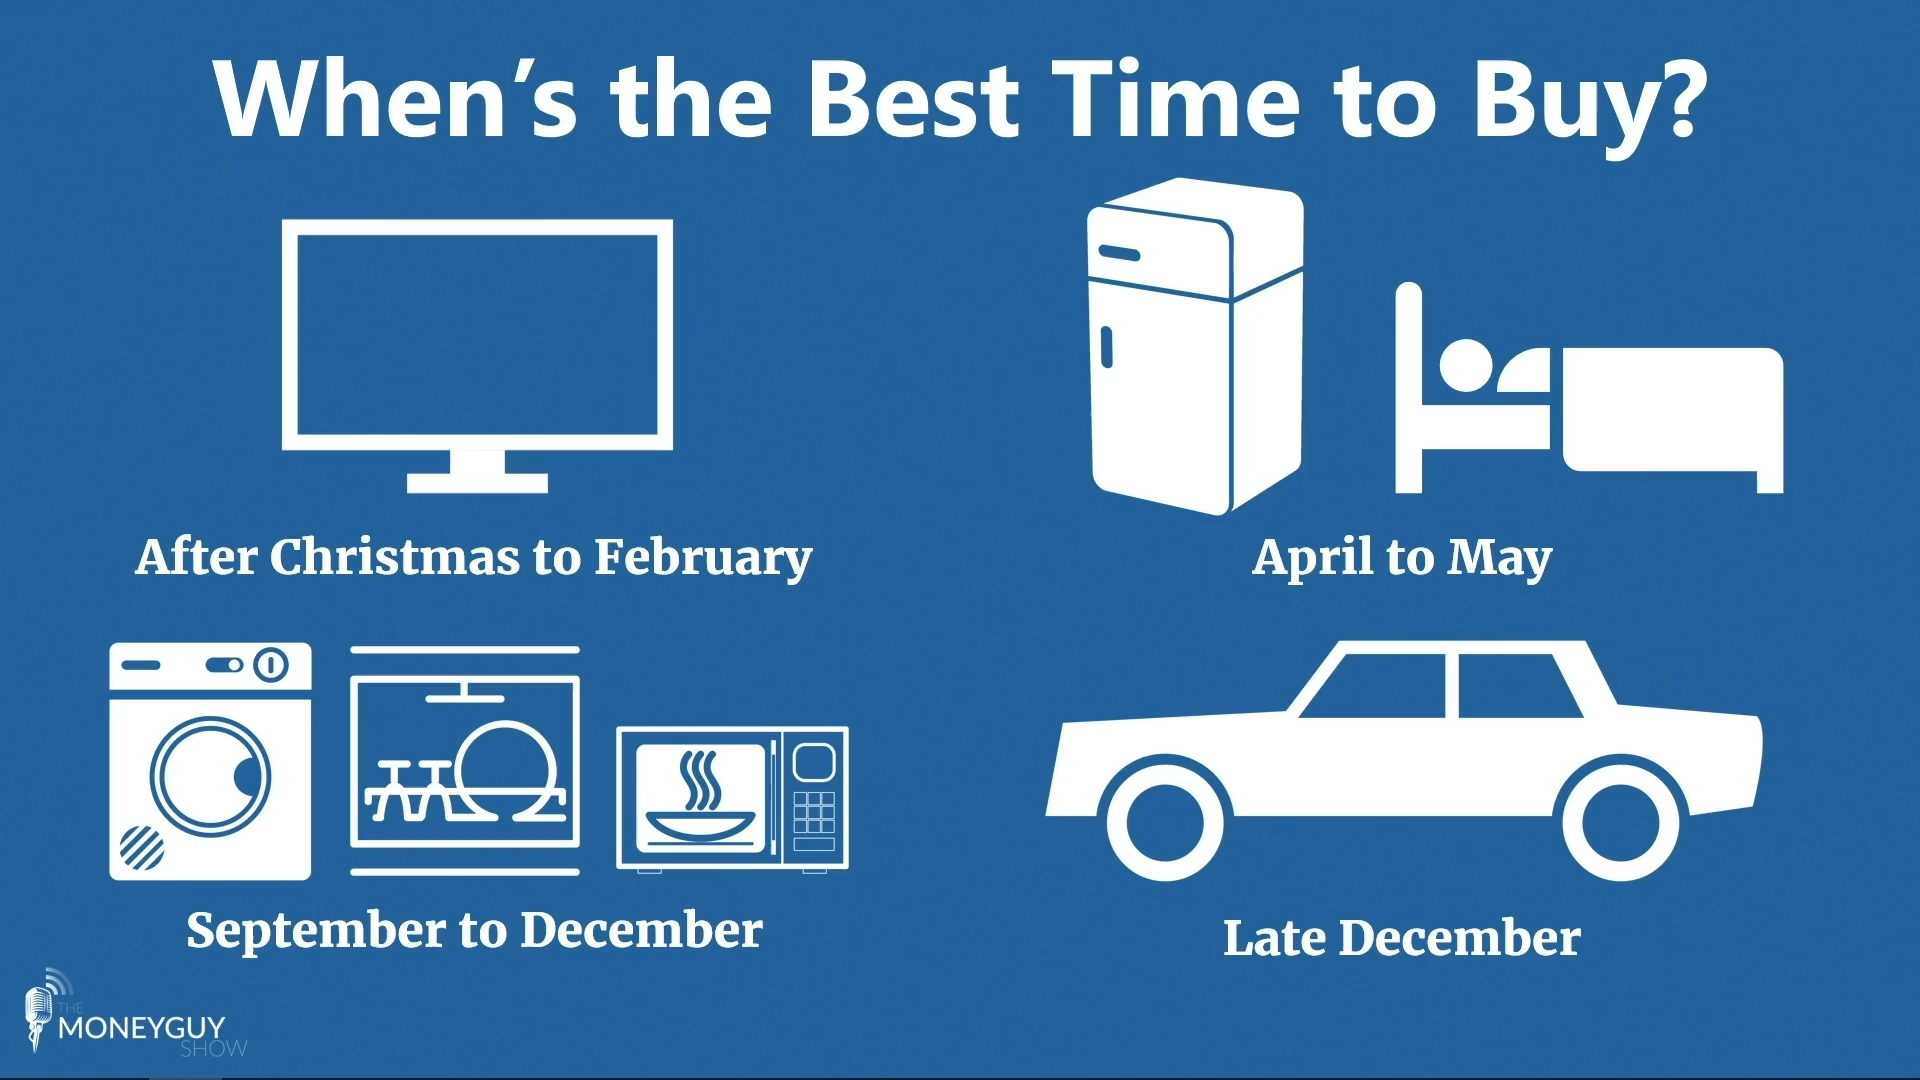 When's the Best Time to Buy?
After Christmas to February
April to May
September to December
Late December
THE
MONEYGUY
SHOW